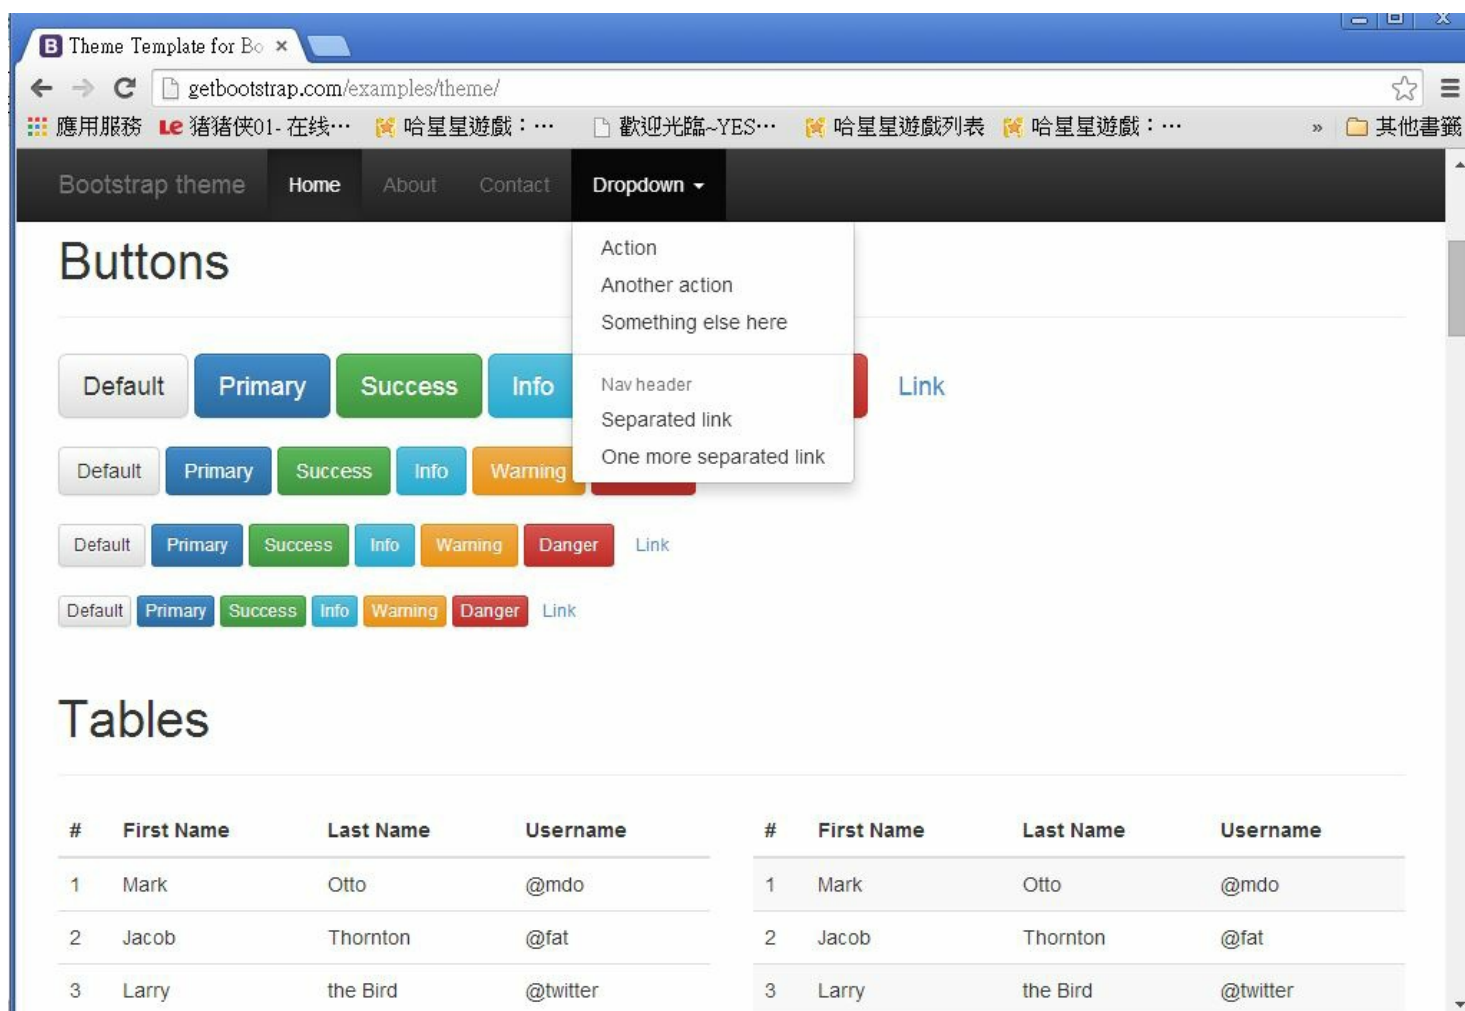 Theme Template for Bo
getbootstrap.com/examples/theme/
應用服務 Le 猪猪侠01- 在线… 哈星星遊戲：… 歡迎光臨~YES… 哈星星遊戲列表 哈星星遊戲：… » 其他書籤
Bootstrap theme Home About Contact Dropdown
Action
Another action
Something else here
Nav header
Separated link
One more separated link
Buttons
Default Primary Success Info Link
Default Primary Success Info Warning
Default Primary Success Info Warning Danger Link
Default Primary Success Info Warning Danger Link
Tables
# First Name Last Name Username # First Name Last Name Username
1 Mark Otto @mdo 1 Mark Otto @mdo
2 Jacob Thornton @fat 2 Jacob Thornton @fat
3 Larry the Bird @twitter 3 Larry the Bird @twitter